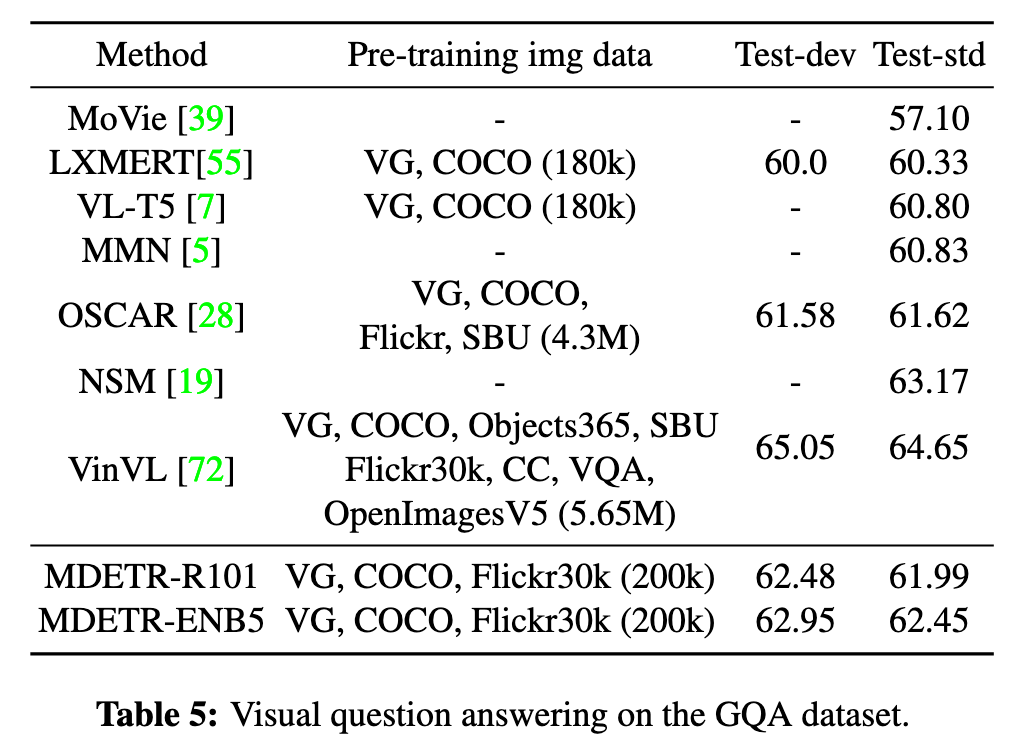 Method Pre-training img data Test-dev Test-std
MoVie [39] - - 57.10
LXMERT[55] VG, COCO (180k) 60.0 60.33
VL-T5 [7] VG, COCO (180k) - 60.80
MMN [5] - - 60.83
OSCAR [28] VG, COCO,
Flickr, SBU (4.3M) 61.58 61.62
NSM [19] - - 63.17
VinVL [72] VG, COCO, Objects365, SBU
Flickr30k, CC, VQA,
OpenImagesV5 (5.65M) 65.05 64.65
MDETR-R101 VG, COCO, Flickr30k (200k) 62.48 61.99
MDETR-ENB5 VG, COCO, Flickr30k (200k) 62.95 62.45
Table 5: Visual question answering on the GQA dataset.